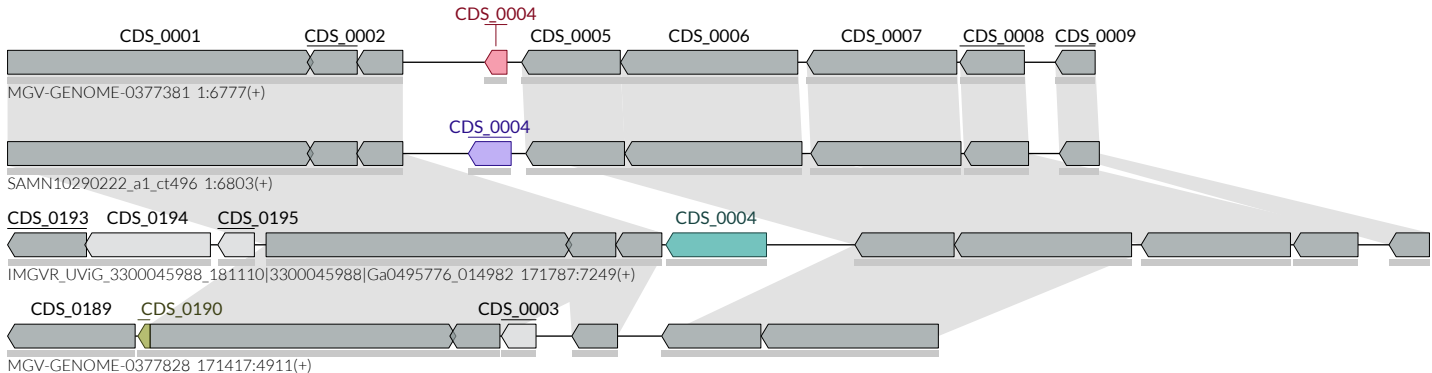 CDS_0004
CDS_0001 CDS_0002 CDS_0005 CDS_0006 CDS_0007 CDS_0008 CDS_0009
MGV-GENOME-0377381 1:6777(+)
CDS_0004
SAMN10290222_a1_ct496 1:6803(+)
CDS_0193 CDS_0194 CDS_0195 CDS_0004
IMGVR_UViG_3300045988_181110|3300045988|Ga0495776_014982 171787:7249(+)
CDS_0189 CDS_0190 CDS_0003
MGV-GENOME-0377828 171417:4911(+)